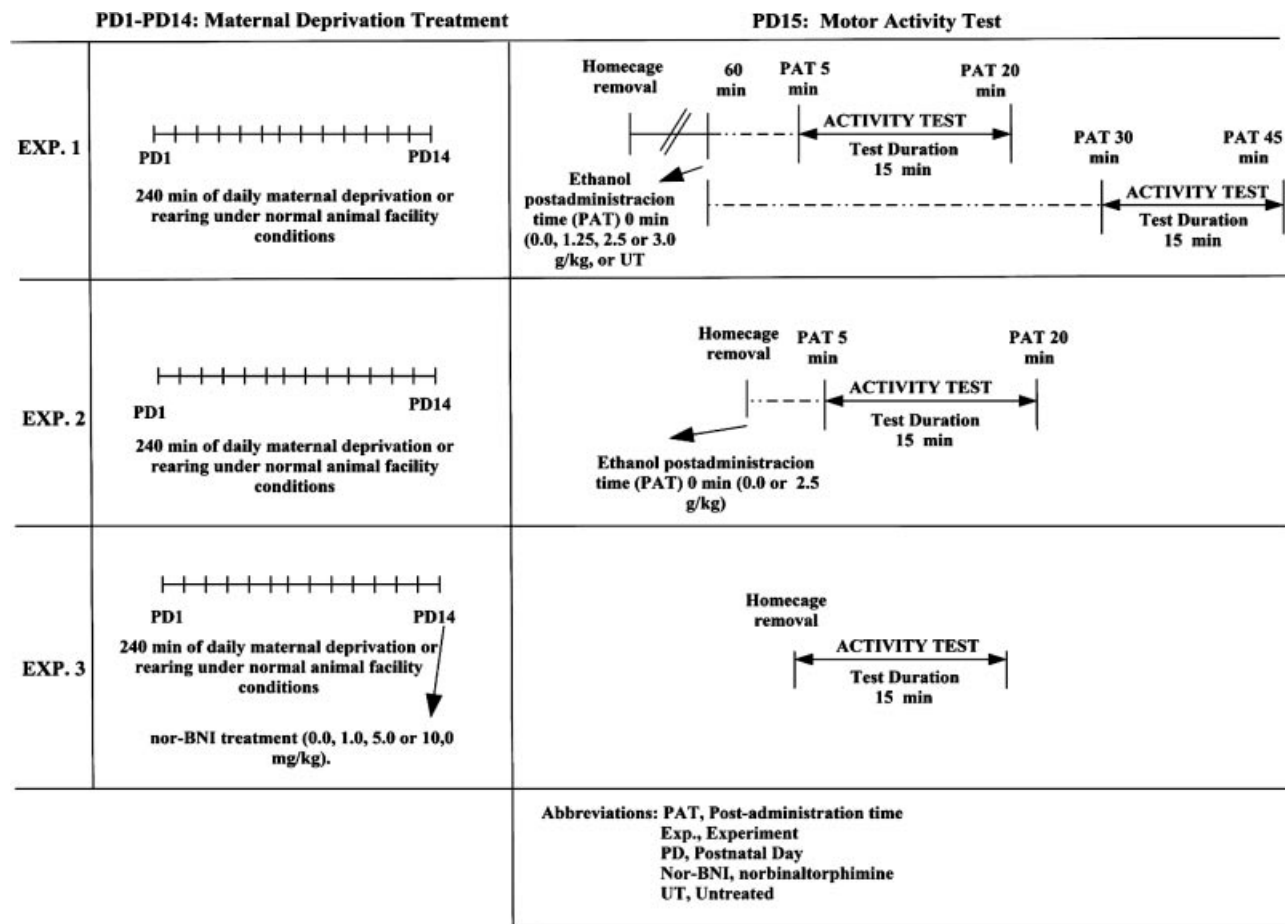 PD1-PD14: Maternal Deprivation Treatment
PD15: Motor Activity Test
EXP. 1
PD1
PD14
240 min of daily maternal deprivation or
rearing under normal animal facility
conditions
Homecage
removal
60
min
PAT 5
min
PAT 20
min
ACTIVITY TEST
Test Duration
15 min
PAT 30
min
PAT 45
min
ACTIVITY TEST
Test Duration
15 min
Ethanol
postadministracion
time (PAT) 0 min
(0.0, 1.25, 2.5 or 3.0
g/kg, or UT
EXP. 2
PD1
PD14
240 min of daily maternal deprivation or
rearing under normal animal facility
conditions
Homecage
removal
PAT 5
min
PAT 20
min
ACTIVITY TEST
Test Duration
15 min
Ethanol postadministracion
time (PAT) 0 min (0.0 or 2.5
g/kg)
EXP. 3
PD1
PD14
240 min of daily maternal deprivation or
rearing under normal animal facility
conditions
nor-BNI treatment (0.0, 1.0, 5.0 or 10,0
mg/kg).
Homecage
removal
ACTIVITY TEST
Test Duration
15 min
Abbreviations: PAT, Post-administration time
Exp., Experiment
PD, Postnatal Day
Nor-BNI, norbinaltorphimine
UT, Untreated